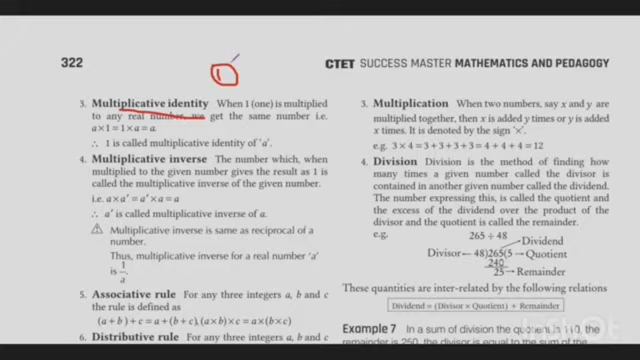 322
CTET SUCCESS MASTER MATHEMATICS AND PEDAGOGY
1
3. Multiplicative identity When 1 (one) is multiplied
to any real number, we get the same number i.e.
a × 1 = 1 × a = a.
∴ 1 is called multiplicative identity of 'a'.
4. Multiplicative inverse The number which, when
multiplied to the given number gives the result as 1 is
called the multiplicative inverse of the given number.
i.e. a × a' = a' × a = a
∴ a' is called multiplicative inverse of a.
Multiplicative inverse is same as reciprocal of a
number.
Thus, multiplicative inverse for a real number 'a'
is 1/a.
5. Associative rule For any three integers a, b and c
the rule is defined as
(a + b) + c = a + (b + c), (a × b) × c = a × (b × c)
6. Distributive rule For any three integers, a, b and c
3. Multiplication When two numbers, say x and y are
multiplied together, then x is added y times or y is added
x times. It is denoted by the sign '×'.
e.g. 3 × 4 = 3 + 3 + 3 + 3 = 4 + 4 + 4 = 12
4. Division Division is the method of finding how
many times a given number called the divisor is
contained in another given number called the dividend.
The number expressing this, is called the quotient and
the excess of the dividend over the product of the
divisor and the quotient is called the remainder.
e.g. 265 ÷ 48
Dividend
Divisor ← 48)265(5 → Quotient
240
25 → Remainder
These quantities are inter-related by the following relations
Dividend = (Divisor × Quotient) + Remainder
Example 7 In a sum of division the quotient is 110, the
remainder is 250, the divisor is equal to the sum of the